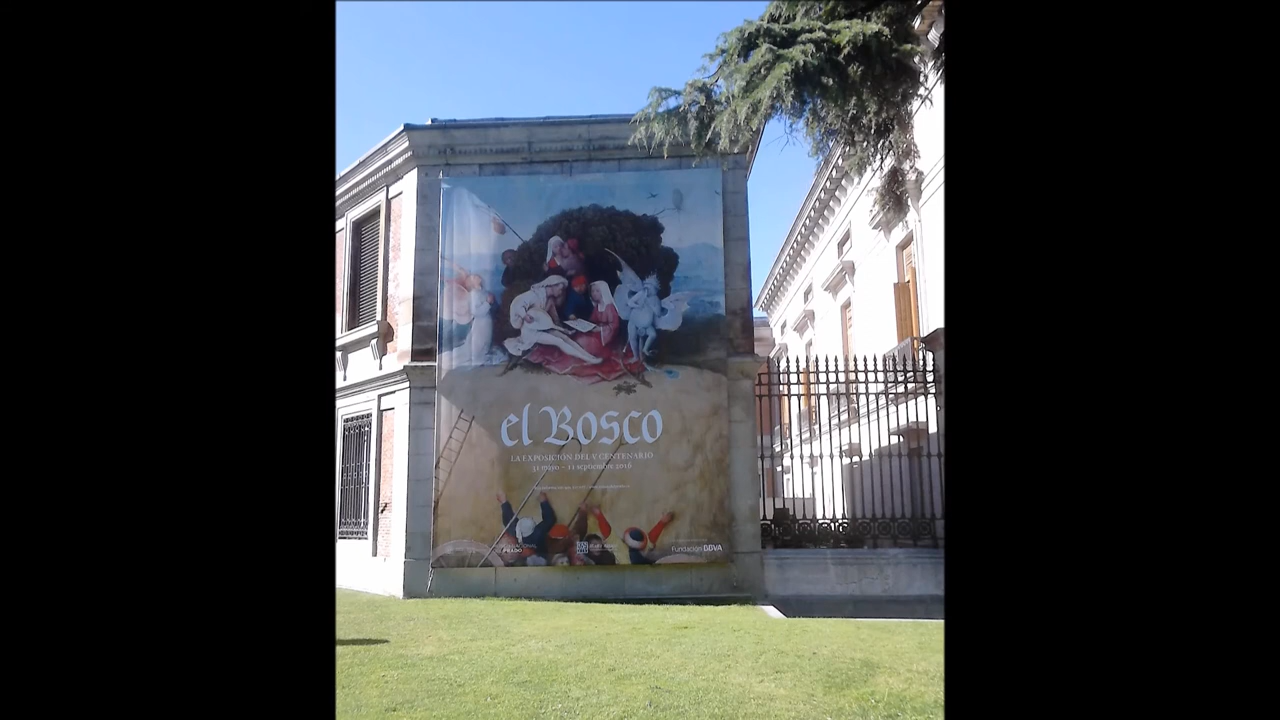 el Bosco
LA EXPOSICIÓN DEL V CENTENARIO
31 mayo – 11 septiembre 2016
Fundación BBVA